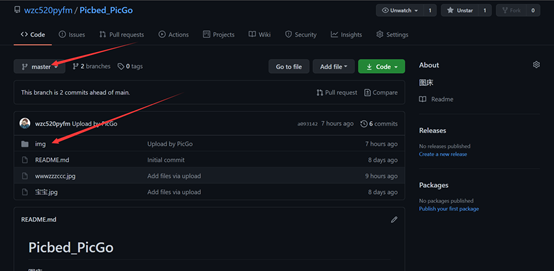 wzc520pyfm / Picbed_PicGo
Unwatch 1 Unstar 1 Fork 0
Code Issues Pull requests Actions Projects Wiki Security Insights Settings
master 2 branches 0 tags Go to file Add file Code
About
图床
Readme
This branch is 2 commits ahead of main. Pull request Compare
wzc520pyfm Upload by PicGo 7 hours ago 6 commits
img Upload by PicGo 7 hours ago
README.md Initial commit 8 days ago
wwwzzzccc.jpg Add files via upload 9 hours ago
宝宝.jpg Add files via upload 8 days ago
Releases
No releases published
Create a new release
Packages
No packages published
Publish your first package
README.md
Picbed_PicGo